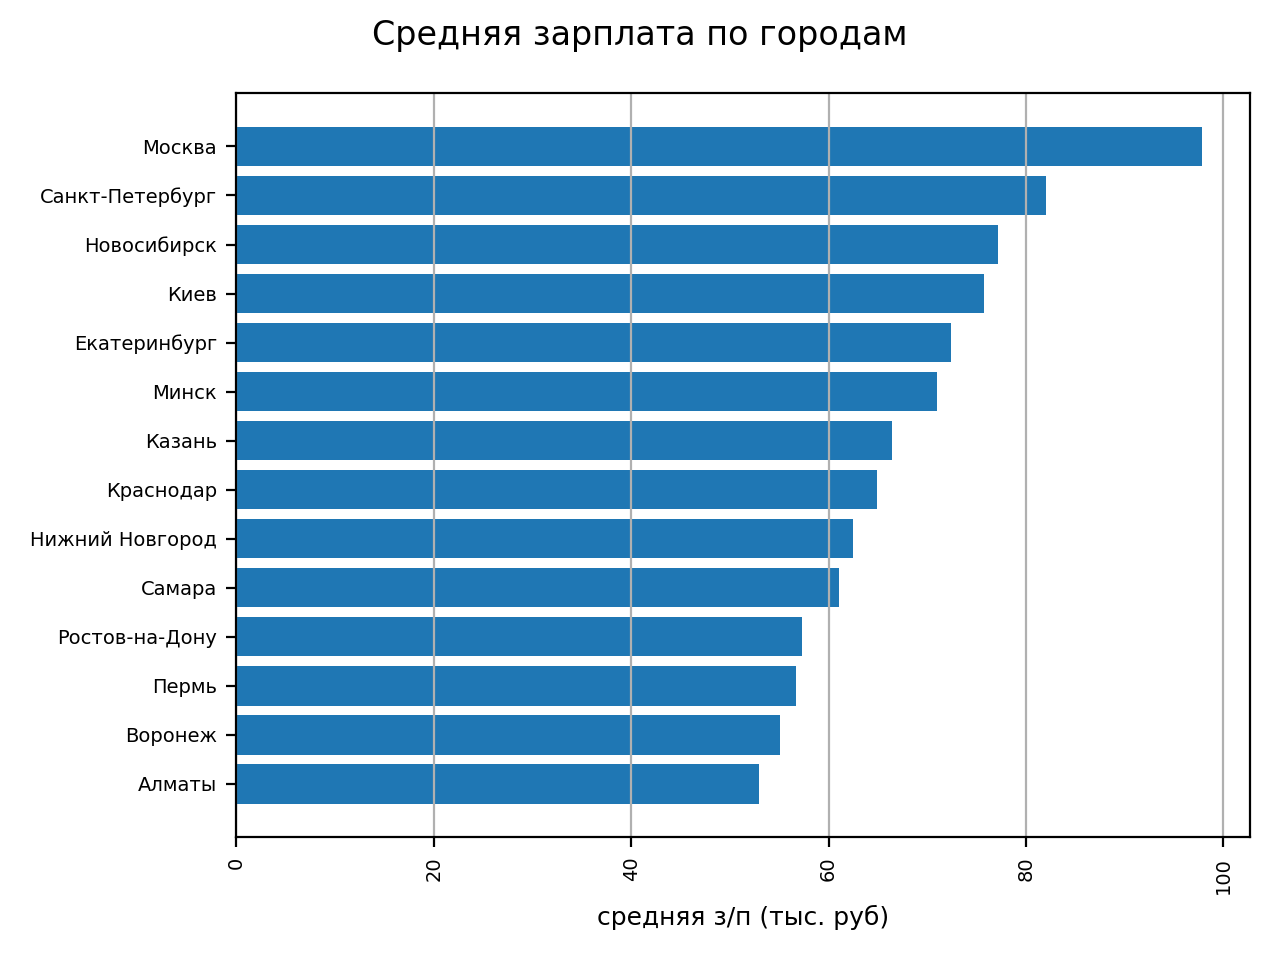 Средняя зарплата по городам
Москва
Санкт-Петербург
Новосибирск
Киев
Екатеринбург
Минск
Казань
Краснодар
Нижний Новгород
Самара
Ростов-на-Дону
Пермь
Воронеж
Алматы
0 20 40 60 80 100
средняя з/п (тыс. руб)